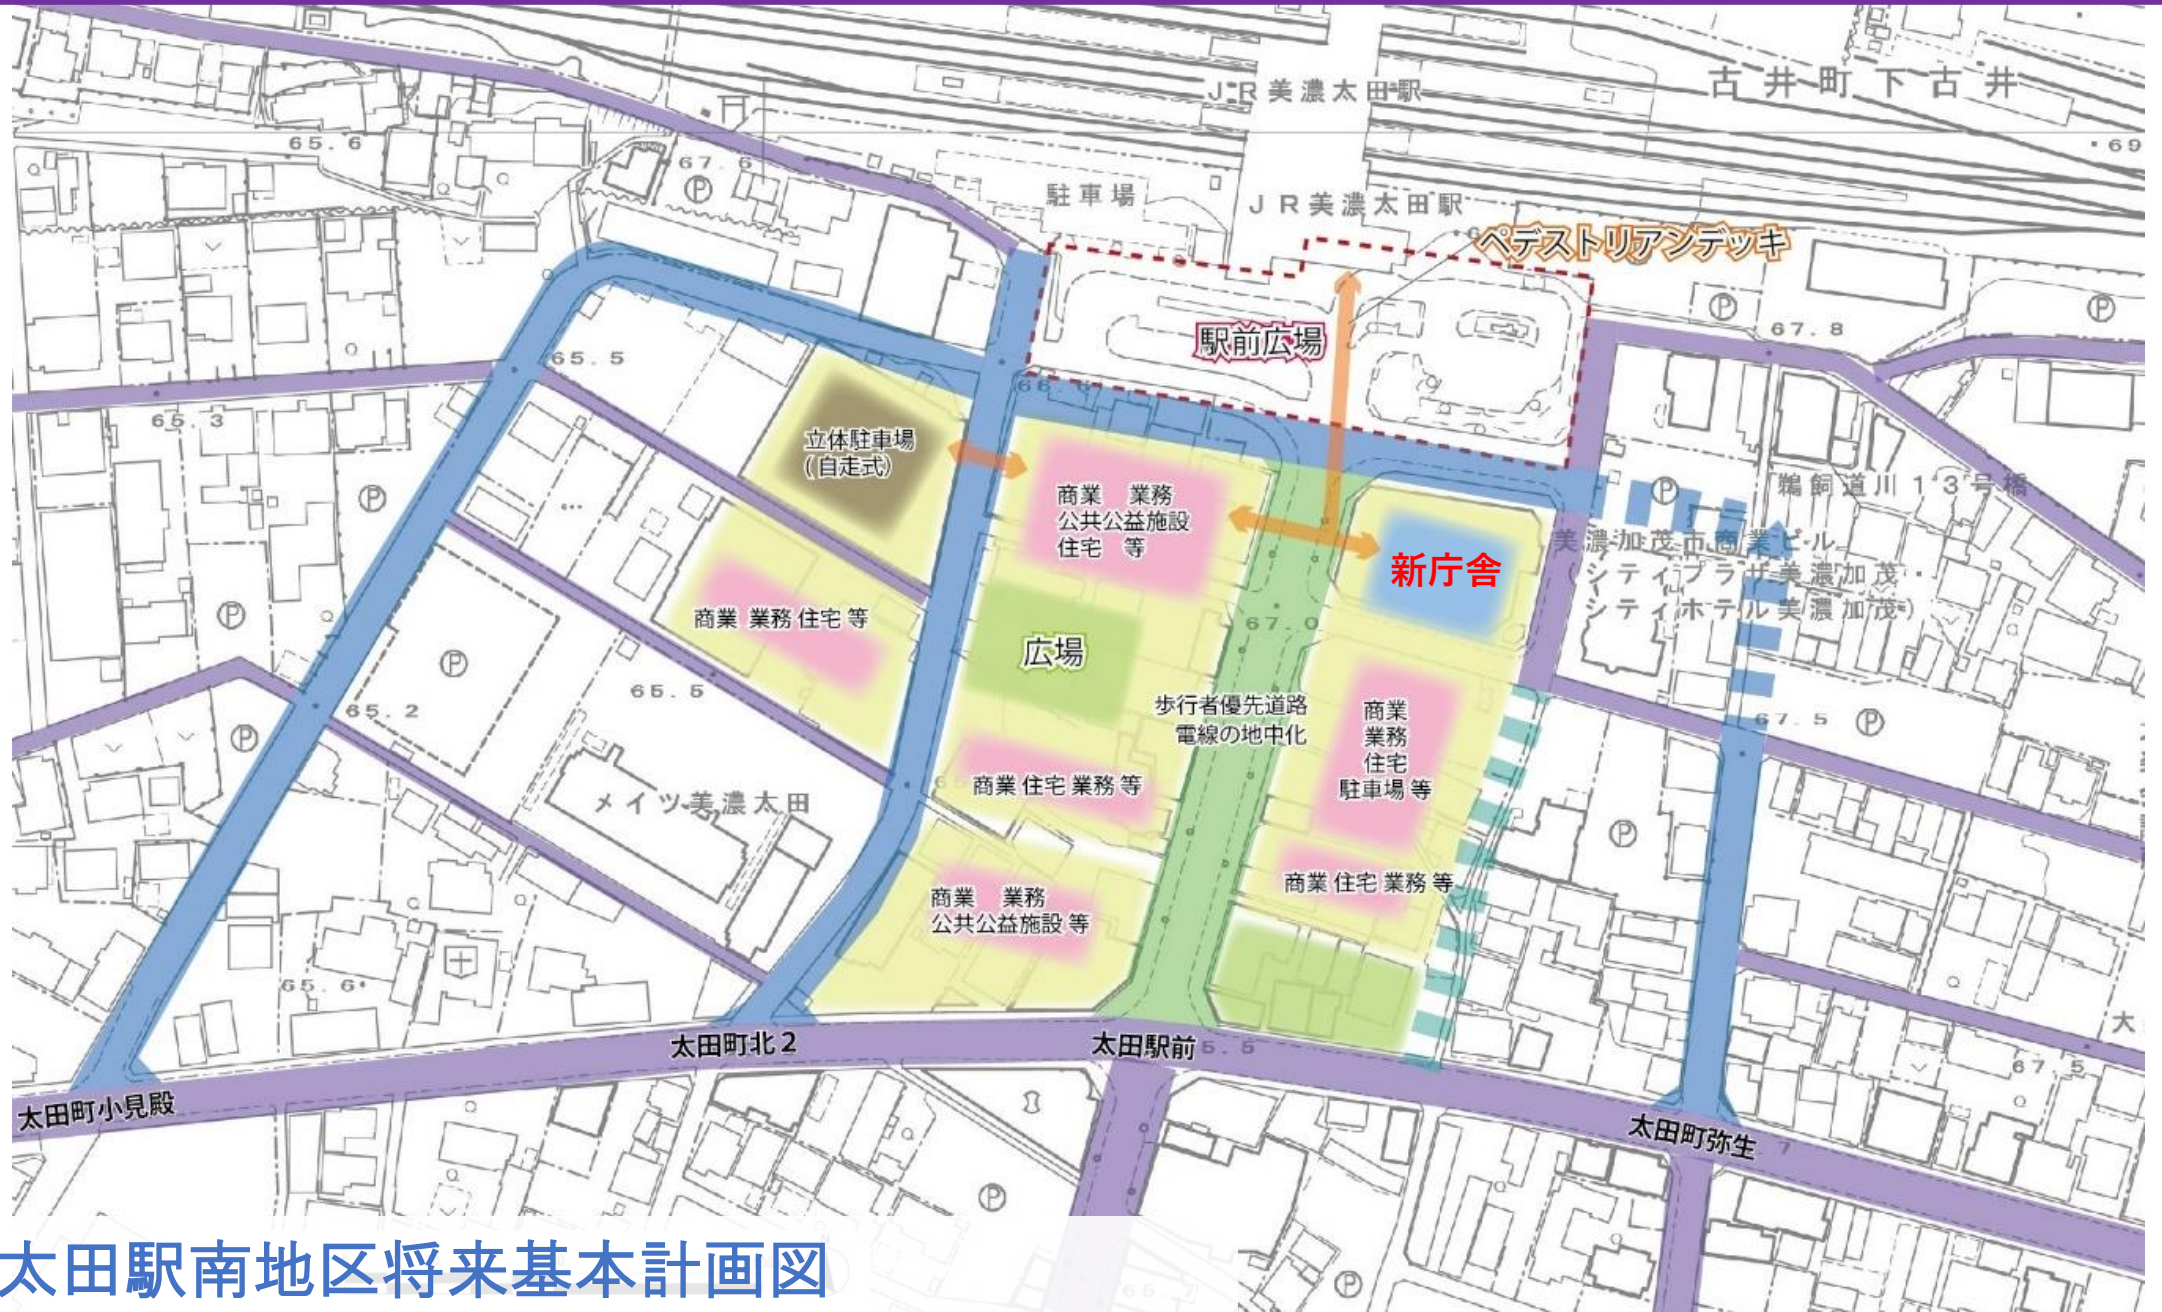 JR美濃太田駅
古井町下古井
65.6
67.6
69
駐車場
JR美濃太田駅
ペデストリアンデッキ
駅前広場
67.8
65.5
65.3
66.6
立体駐車場
(自走式)
商業 業務
公共公益施設
住宅 等
鵜飼道川13号橋
新庁舎
美濃加茂市商業ビル
シティプラザ美濃加茂・
シティホテル美濃加茂)
商業 業務 住宅 等
広場
67.0
65.5
65.2
歩行者優先道路
電線の地中化
商業
業務
住宅
駐車場 等
67.5
メイツ美濃太田
商業 住宅 業務 等
商業 住宅 業務 等
商業 業務
公共公益施設 等
65.6
太田町北2
太田駅前
5.5
大
67.5
太田町小見殿
太田町弥生
7
太田駅南地区将来基本計画図
65.7